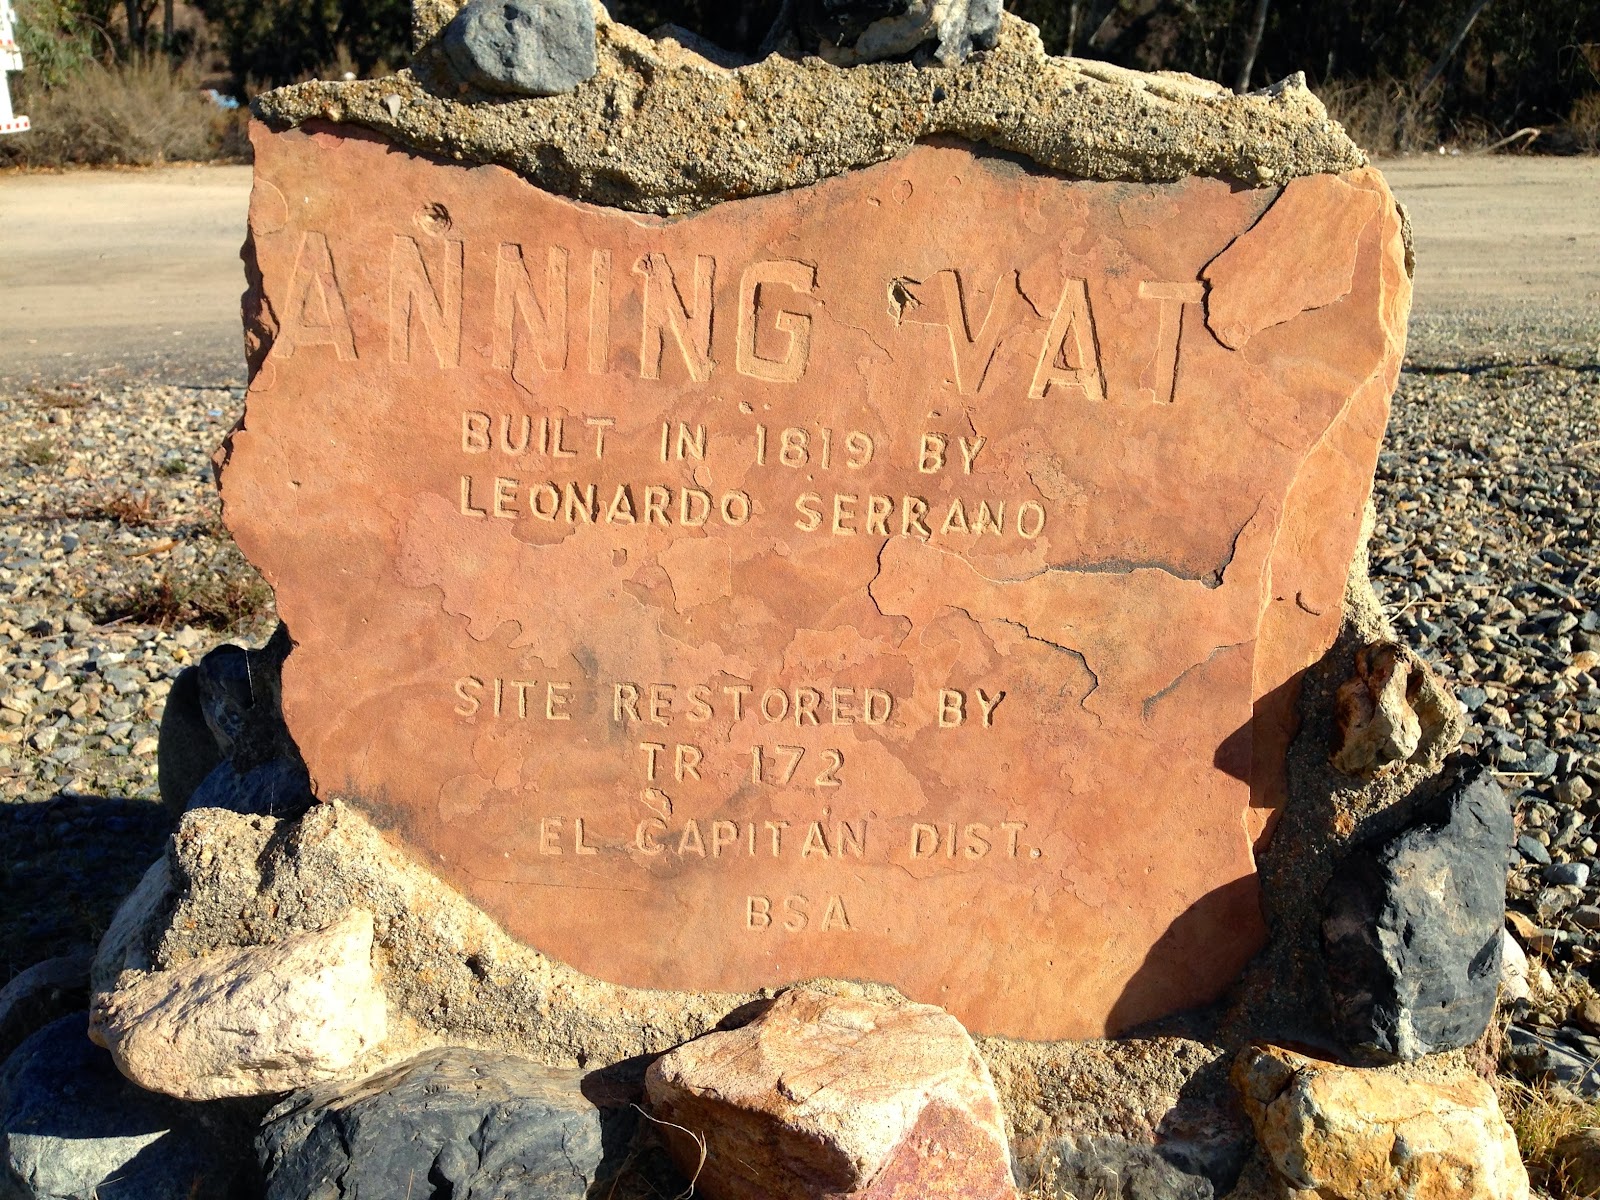 ANNING VAT
BUILT IN 1819 BY
LEONARDO SERRANO
SITE RESTORED BY
TR 172
EL CAPITAN DIST.
BSA